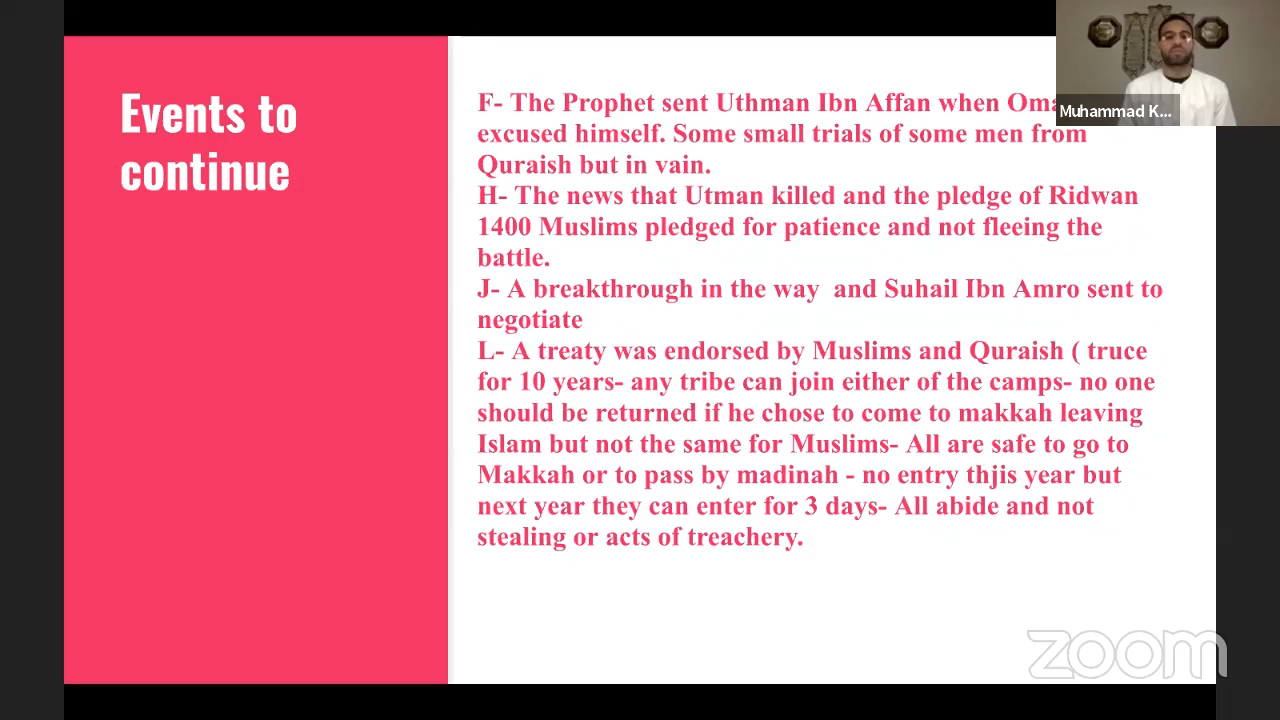 Events to
continue
F- The Prophet sent Uthman Ibn Affan when
excused himself. Some small trials of some men from
Quraish but in vain.
H- The news that Utman killed and the pledge of Ridwan
1400 Muslims pledged for patience and not fleeing the
battle.
J- A breakthrough in the way and Suhail Ibn Amro sent to
negotiate
L- A treaty was endorsed by Muslims and Quraish ( truce
for 10 years- any tribe can join either of the camps- no one
should be returned if he chose to come to makkah leaving
Islam but not the same for Muslims- All are safe to go to
Makkah or to pass by madinah - no entry thjis year but
next year they can enter for 3 days- All abide and not
stealing or acts of treachery.
Muhammad K...
zoom